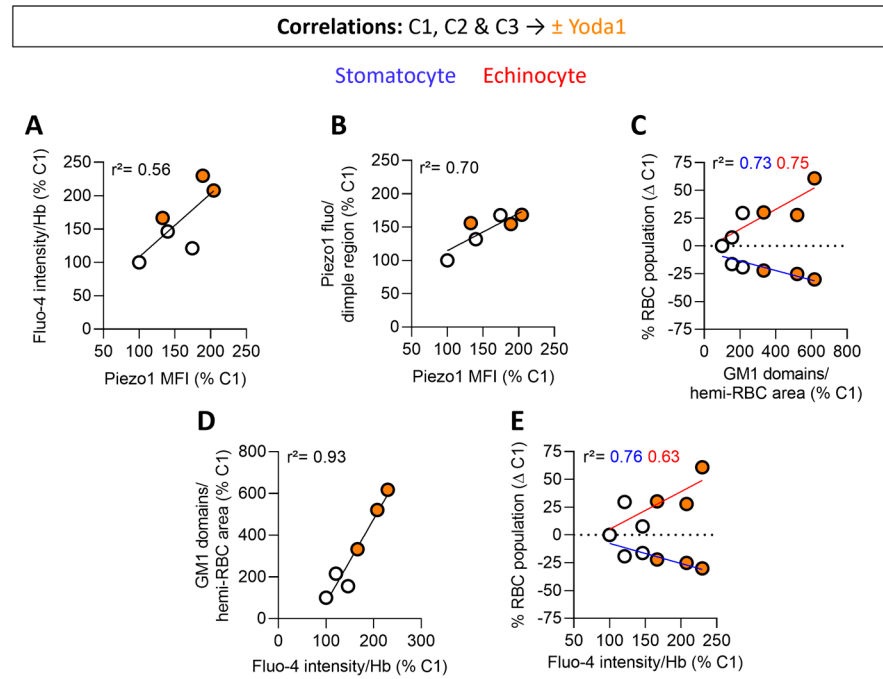 Correlations: C1, C2 & C3 → ± Yoda1
Stomatocyte Echinocyte
A
r²= 0.56
Fluo-4 intensity/Hb (% C1)
250
200
150
100
50
0
50 100 150 200 250
Piezo1 MFI (% C1)
B
r²= 0.70
Piezo1 fluo/
dimple region (% C1)
250
200
150
100
50
0
50 100 150 200 250
Piezo1 MFI (% C1)
C
r²= 0.73 0.75
% RBC population (Δ C1)
75
50
25
0
-25
-50
-75
0 200 400 600 800
GM1 domains/
hemi-RBC area (% C1)
D
r²= 0.93
GM1 domains/
hemi-RBC area (% C1)
800
600
400
200
0
0 100 200 300
Fluo-4 intensity/Hb (% C1)
E
r²= 0.76 0.63
% RBC population (Δ C1)
75
50
25
0
-25
-50
-75
50 100 150 200 250
Fluo-4 intensity/Hb (% C1)